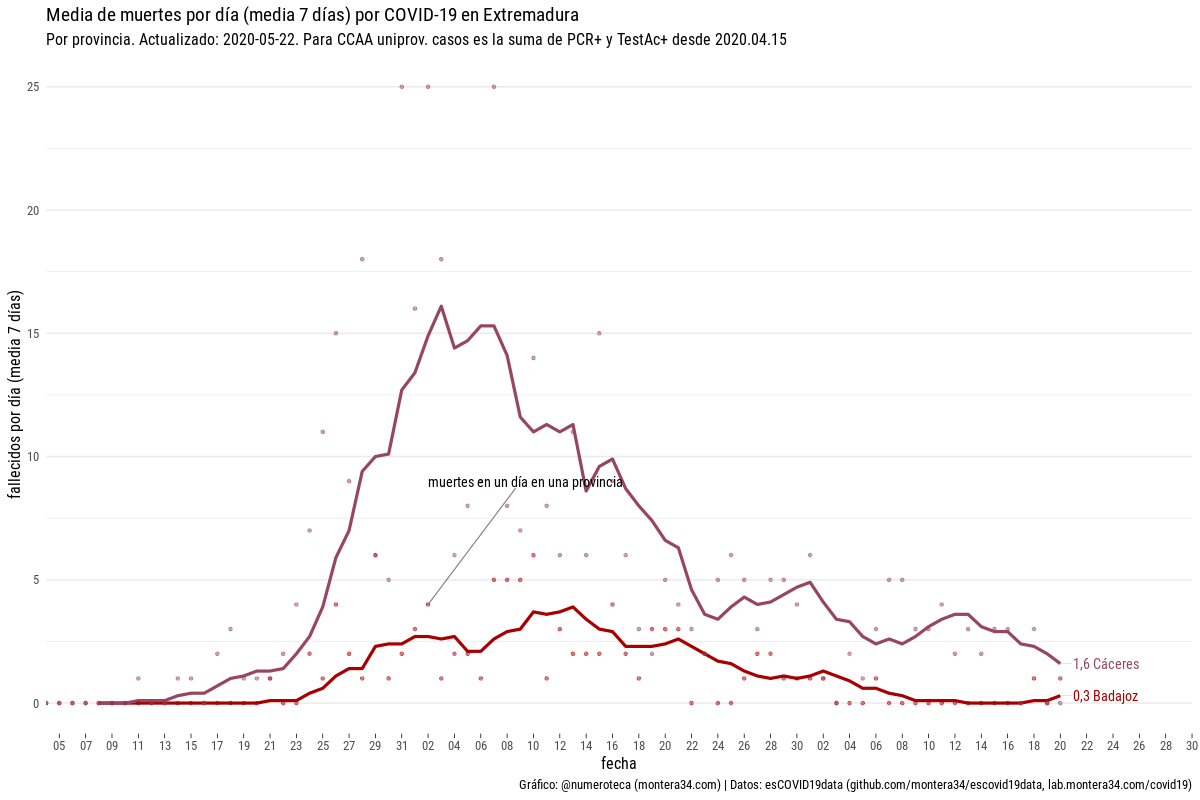 Media de muertes por día (media 7 días) por COVID-19 en Extremadura
Por provincia. Actualizado: 2020-05-22. Para CCAA uniprov. casos es la suma de PCR+ y TestAc+ desde 2020.04.15
fallecidos por día (media 7 días)
25
20
15
10
5
0
muertes en un día en una provincia
1,6 Cáceres
0,3 Badajoz
05 07 09 11 13 15 17 19 21 23 25 27 29 31 02 04 06 08 10 12 14 16 18 20 22 24 26 28 30 02 04 06 08 10 12 14 16 18 20 22 24 26 28 30
fecha
Gráfico: @numeroteca (montera34.com) | Datos: esCOVID19data (github.com/montera34/escovid19data, lab.montera34.com/covid19)